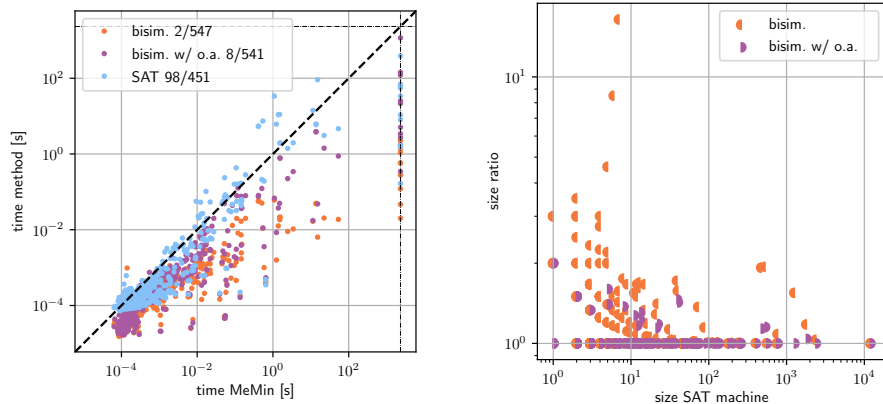 bisim. 2/547
bisim. w/ o.a. 8/541
SAT 98/451
10^2
10^0
10^−2
10^−4
time method [s]
10^−4
10^−2
10^0
10^2
time MeMin [s]
bisim.
bisim. w/ o.a.
10^1
10^0
size ratio
10^0
10^1
10^2
10^3
10^4
size SAT machine